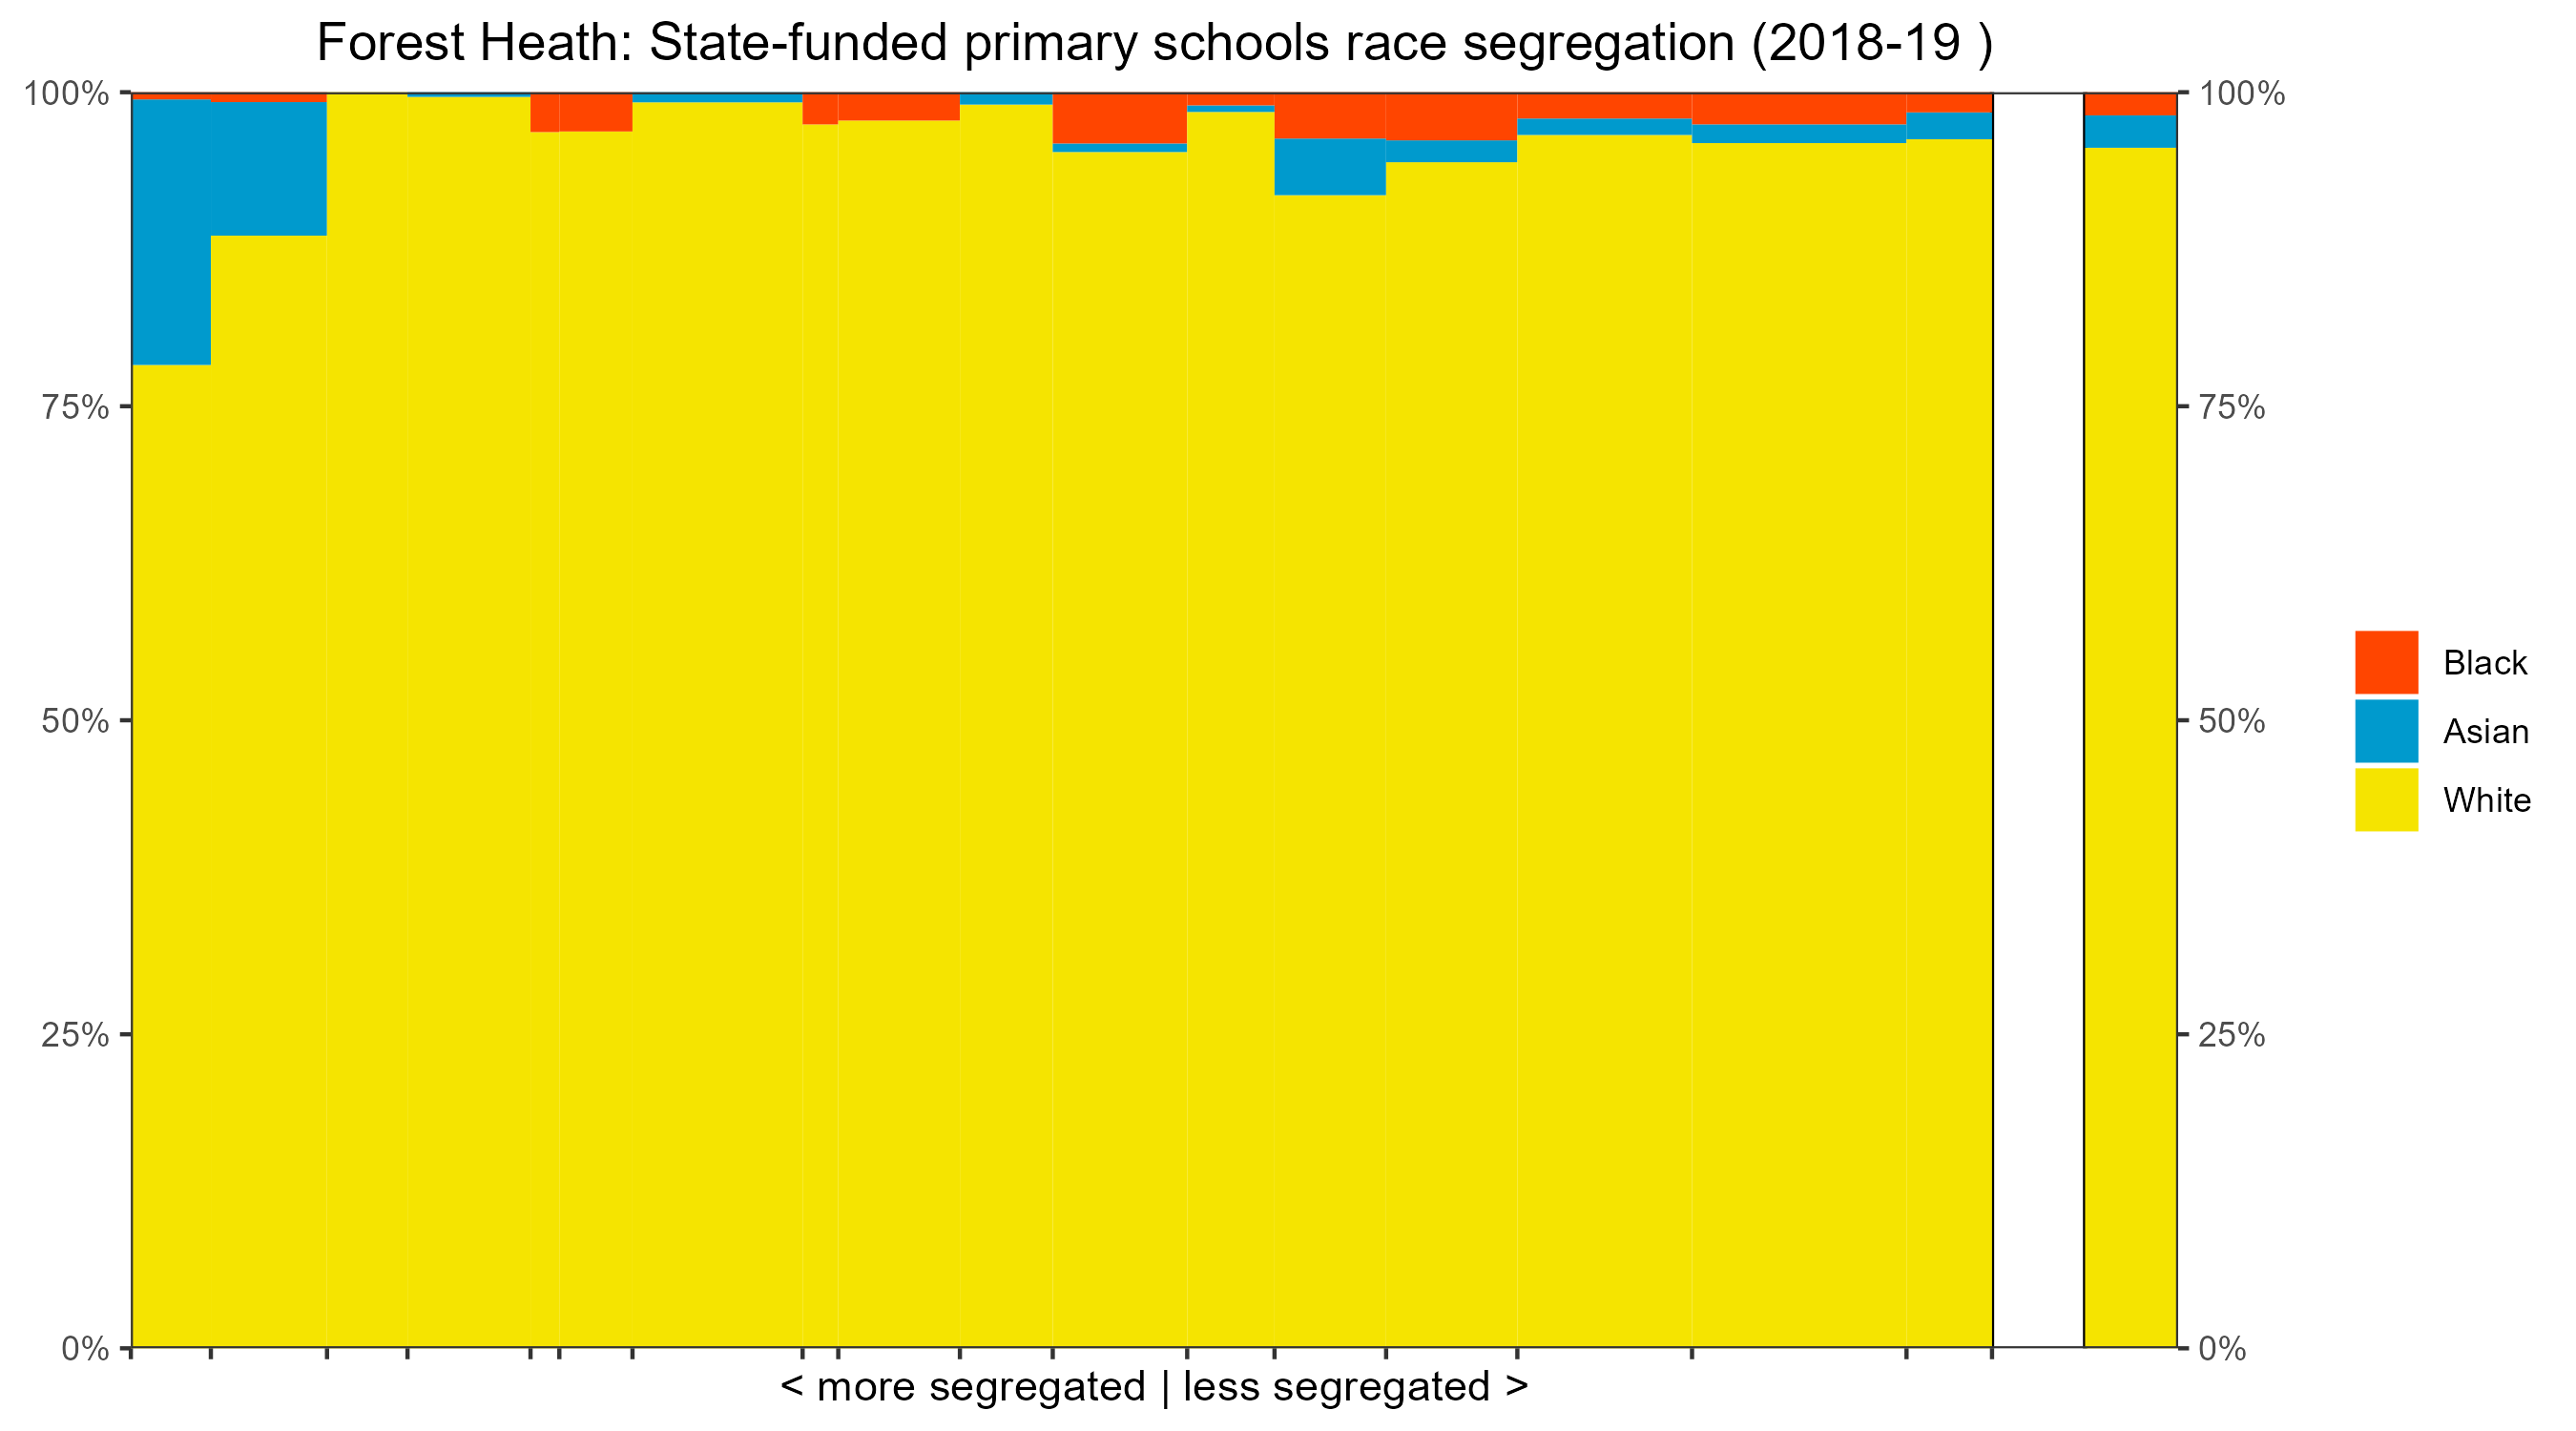 Forest Heath: State-funded primary schools race segregation (2018-19 )
100%
75%
50%
25%
0%
100%
75%
50%
25%
0%
Black
Asian
White
< more segregated | less segregated >